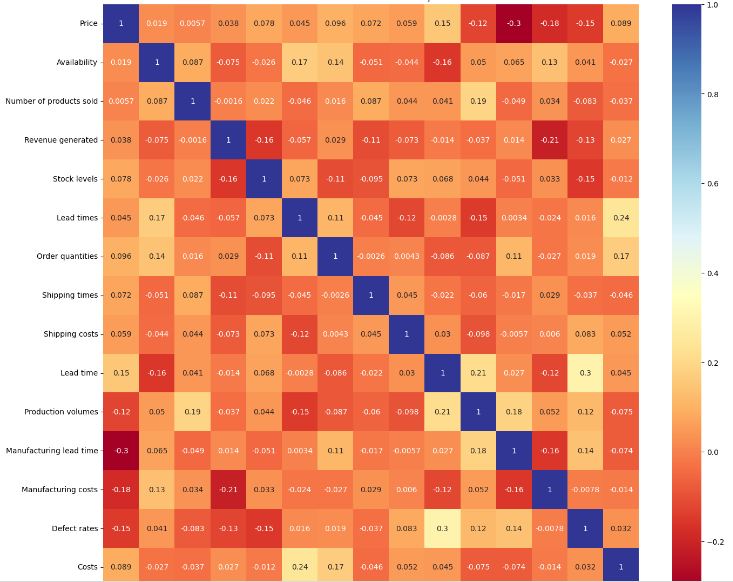 Price 1 0.019 0.0057 0.038 0.078 0.045 0.096 0.072 0.059 0.15 -0.12 -0.3 -0.18 -0.15 0.089
Availability 0.019 1 0.087 -0.075 -0.026 0.17 0.14 -0.051 -0.044 -0.16 0.05 0.065 0.13 0.041 -0.027
Number of products sold 0.0057 0.087 1 -0.0016 0.022 -0.046 0.016 0.087 0.044 0.041 0.19 -0.049 0.034 -0.083 -0.037
Revenue generated 0.038 -0.075 -0.0016 1 -0.16 -0.057 0.029 -0.11 -0.073 -0.014 -0.037 0.014 -0.21 -0.13 0.027
Stock levels 0.078 -0.026 0.022 -0.16 1 0.073 -0.11 -0.095 0.073 0.068 0.044 -0.051 0.033 -0.15 -0.012
Lead times 0.045 0.17 -0.046 -0.057 0.073 1 0.11 -0.045 -0.12 -0.0028 -0.15 0.0034 -0.024 0.016 0.24
Order quantities 0.096 0.14 0.016 0.029 -0.11 0.11 1 -0.0026 0.0043 -0.086 -0.087 0.11 -0.027 0.019 0.17
Shipping times 0.072 -0.051 0.087 -0.11 -0.095 -0.045 -0.0026 1 0.045 -0.022 -0.06 -0.017 0.029 -0.037 -0.046
Shipping costs 0.059 -0.044 0.044 -0.073 0.073 -0.12 0.0043 0.045 1 0.03 -0.098 -0.0057 0.006 0.083 0.052
Lead time 0.15 -0.16 0.041 -0.014 0.068 -0.0028 -0.086 -0.022 0.03 1 0.21 0.027 -0.12 0.3 0.045
Production volumes -0.12 0.05 0.19 -0.037 0.044 -0.15 -0.087 -0.06 -0.098 0.21 1 0.18 0.052 0.12 -0.075
Manufacturing lead time -0.3 0.065 -0.049 0.014 -0.051 0.0034 0.11 -0.017 -0.0057 0.027 0.18 1 -0.16 0.14 -0.074
Manufacturing costs -0.18 0.13 0.034 -0.21 0.033 -0.024 -0.027 0.029 0.006 -0.12 0.052 -0.16 1 -0.0078 -0.014
Defect rates -0.15 0.041 -0.083 -0.13 -0.15 0.016 0.019 -0.037 0.083 0.3 0.12 0.14 -0.0078 1 0.032
Costs 0.089 -0.027 -0.037 0.027 -0.012 0.24 0.17 -0.046 0.052 0.045 -0.075 -0.074 -0.014 0.032 1
1.0
0.8
0.6
0.4
0.2
0.0
−0.2